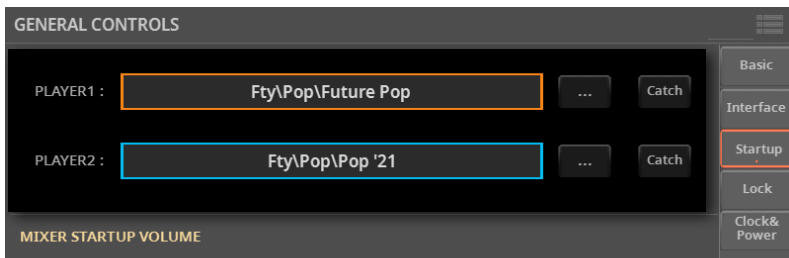 GENERAL CONTROLS
Basic
PLAYER1 : Fty\Pop\Future Pop ... Catch
Interface
Startup
PLAYER2 : Fty\Pop\Pop '21 ... Catch
Lock
MIXER STARTUP VOLUME
Clock&
Power